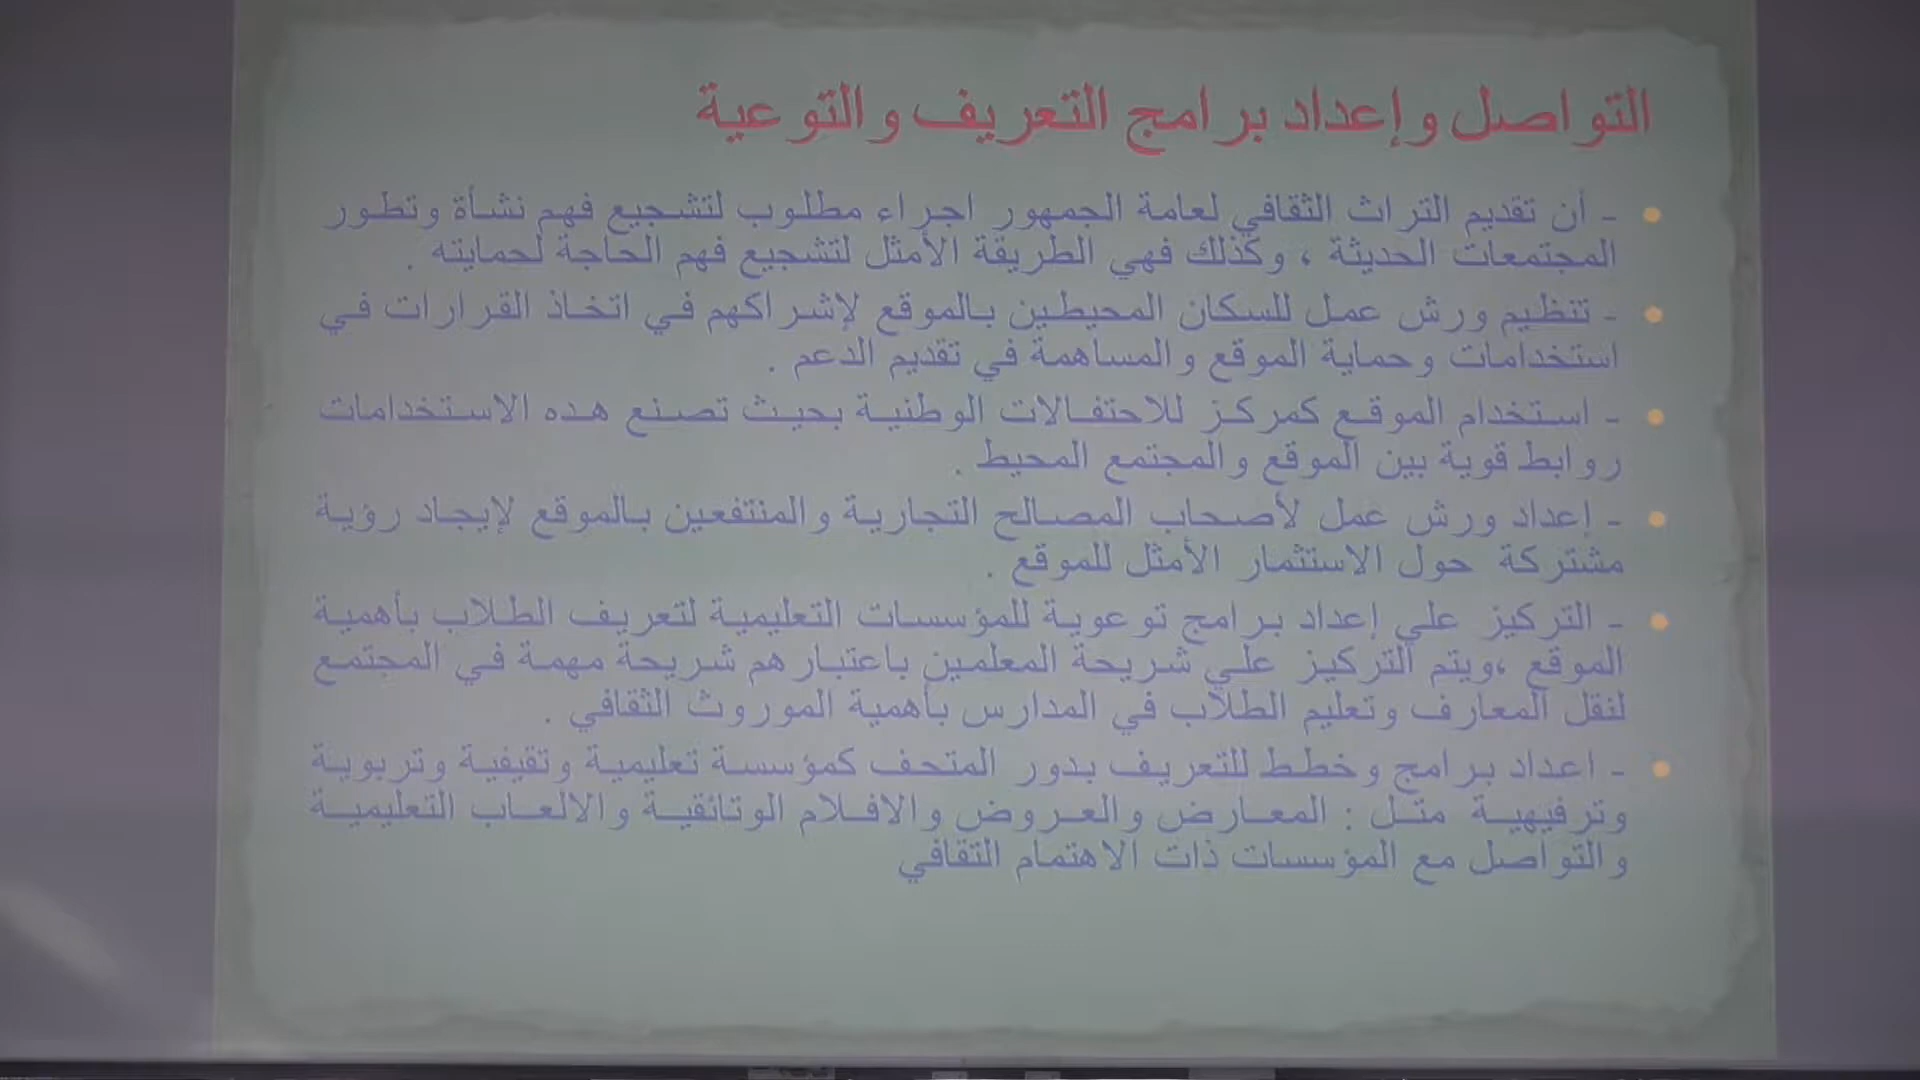 التواصل وإعداد برامج التعريف والتوعية
- أن تقديم التراث الثقافي لعامة الجمهور اجراء مطلوب لتشجيع فهم نشأة وتطور
المجتمعات الحديثة ، وكذلك فهي الطريقة الأمثل لتشجيع فهم الحاجة لحمايته .
- تنظيم ورش عمل للسكان المحيطين بالموقع لإشراكهم في اتخاذ القرارات في
استخدامات وحماية الموقع والمساهمة في تقديم الدعم .
- استخدام الموقع كمركز للاحتفالات الوطنية بحيث تصنع هده الاستخدامات
روابط قوية بين الموقع والمجتمع المحيط .
- إعداد ورش عمل لأصحاب المصالح التجارية والمنتفعين بالموقع لإيجاد رؤية
مشتركة حول الاستثمار الأمثل للموقع .
- التركيز علي إعداد برامج توعوية للمؤسسات التعليمية لتعريف الطلاب بأهمية
الموقع ،ويتم التركيز علي شريحة المعلمين باعتبارهم شريحة مهمة في المجتمع
لنقل المعارف وتعليم الطلاب في المدارس بأهمية الموروث الثقافي .
- اعداد برامج وخطط للتعريف بدور المتحف كمؤسسة تعليمية وتقيفية وتربوية
وترفيهية متل : المعارض والعروض والافلام الوتائقية والالعاب التعليمية
والتواصل مع المؤسسات ذات الاهتمام التقافي